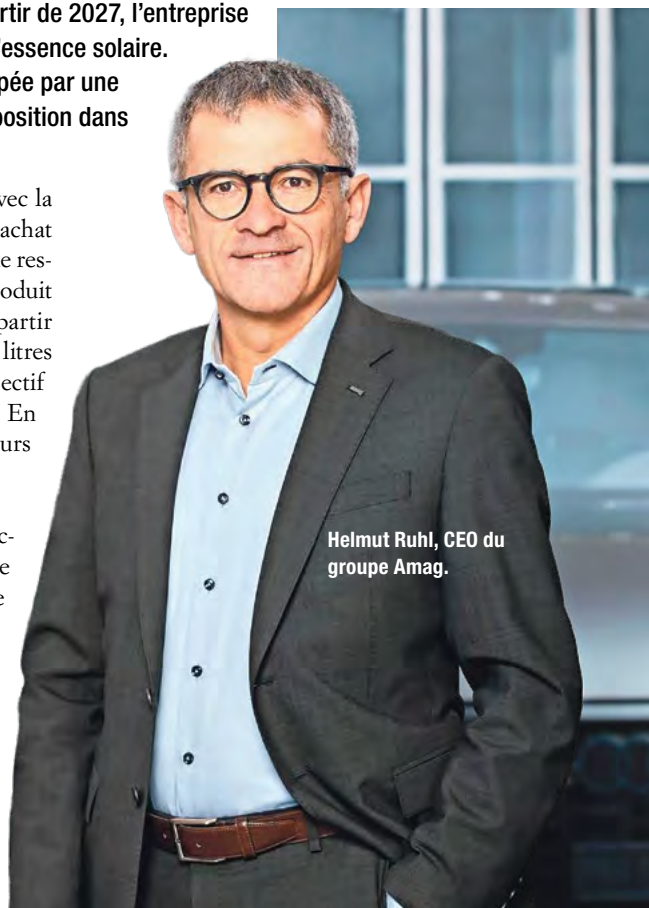 rtir de 2027, l’entreprise
’essence solaire.
pée par une
position dans
vec la
achat
e res-
oduit
partir
litres
ectif
En
urs
c-
e
e
Helmut Ruhl, CEO du
groupe Amag.